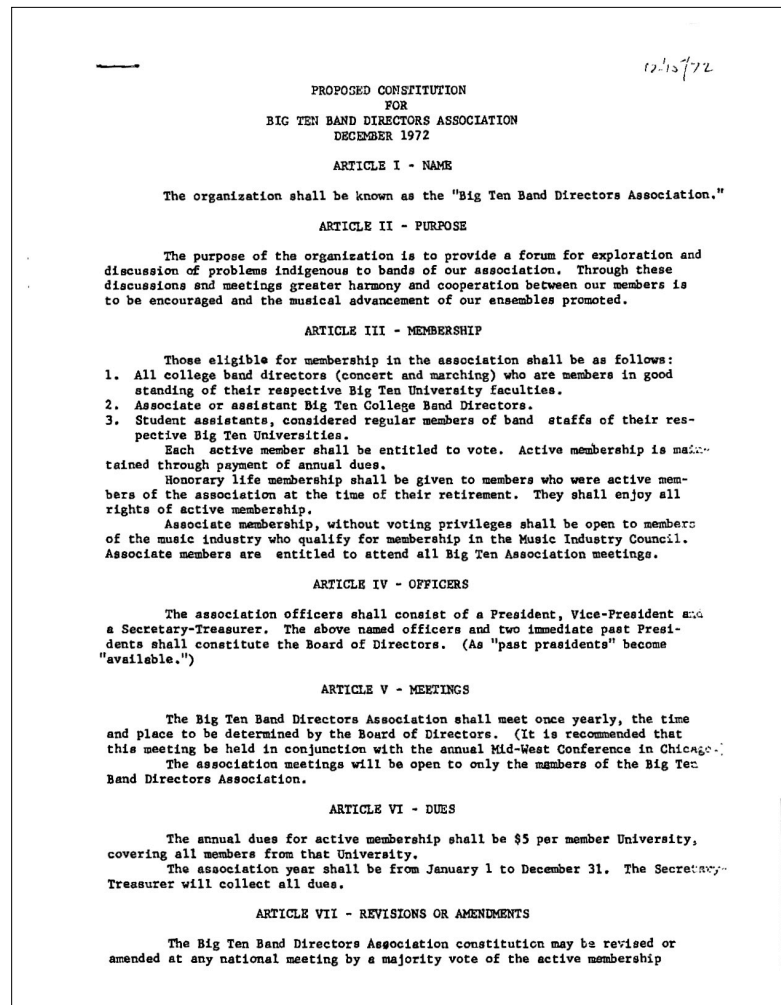 12/15/72
PROPOSED CONSTITUTION
FOR
BIG TEN BAND DIRECTORS ASSOCIATION
DECEMBER 1972
ARTICLE I - NAME
The organization shall be known as the "Big Ten Band Directors Association."
ARTICLE II - PURPOSE
The purpose of the organization is to provide a forum for exploration and
discussion of problems indigenous to bands of our association. Through these
discussions and meetings greater harmony and cooperation between our members is
to be encouraged and the musical advancement of our ensembles promoted.
ARTICLE III - MEMBERSHIP
Those eligible for membership in the association shall be as follows:
1. All college band directors (concert and marching) who are members in good
standing of their respective Big Ten University faculties.
2. Associate or assistant Big Ten College Band Directors.
3. Student assistants, considered regular members of band staffs of their res-
pective Big Ten Universities.
Each active member shall be entitled to vote. Active membership is main-
tained through payment of annual dues.
Honorary life membership shall be given to members who were active mem-
bers of the association at the time of their retirement. They shall enjoy all
rights of active membership.
Associate membership, without voting privileges shall be open to members
of the music industry who qualify for membership in the Music Industry Council.
Associate members are entitled to attend all Big Ten Association meetings.
ARTICLE IV - OFFICERS
The association officers shall consist of a President, Vice-President and
a Secretary-Treasurer. The above named officers and two immediate past Presi-
dents shall constitute the Board of Directors. (As "past prasidents" become
"available.")
ARTICLE V - MEETINGS
The Big Ten Band Directors Association shall meet once yearly, the time
and place to be determined by the Board of Directors. (It is recommended that
this meeting be held in conjunction with the annual Mid-West Conference in Chicago.)
The association meetings will be open to only the members of the Big Ten
Band Directors Association.
ARTICLE VI - DUES
The annual dues for active membership shall be $5 per member University,
covering all members from that University.
The association year shall be from January 1 to December 31. The Secretary-
Treasurer will collect all dues.
ARTICLE VII - REVISIONS OR AMENDMENTS
The Big Ten Band Directors Association constitution may be revised or
amended at any national meeting by a majority vote of the active membership